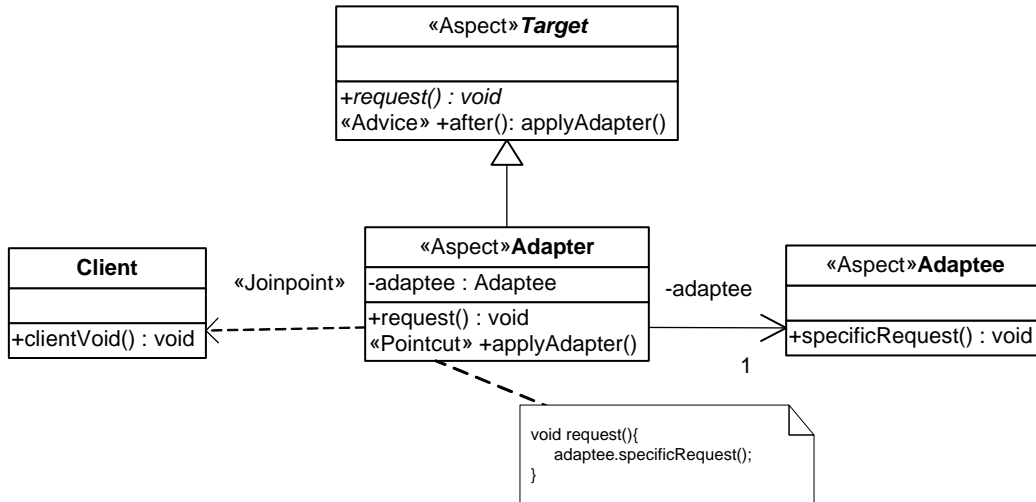 «Aspect»Target
+request() : void
«Advice» +after(): applyAdapter()
Client
+clientVoid() : void
«Joinpoint»
«Aspect»Adapter
-adaptee : Adaptee
+request() : void
«Pointcut» +applyAdapter()
-adaptee
1
«Aspect»Adaptee
+specificRequest() : void
void request(){
adaptee.specificRequest();
}